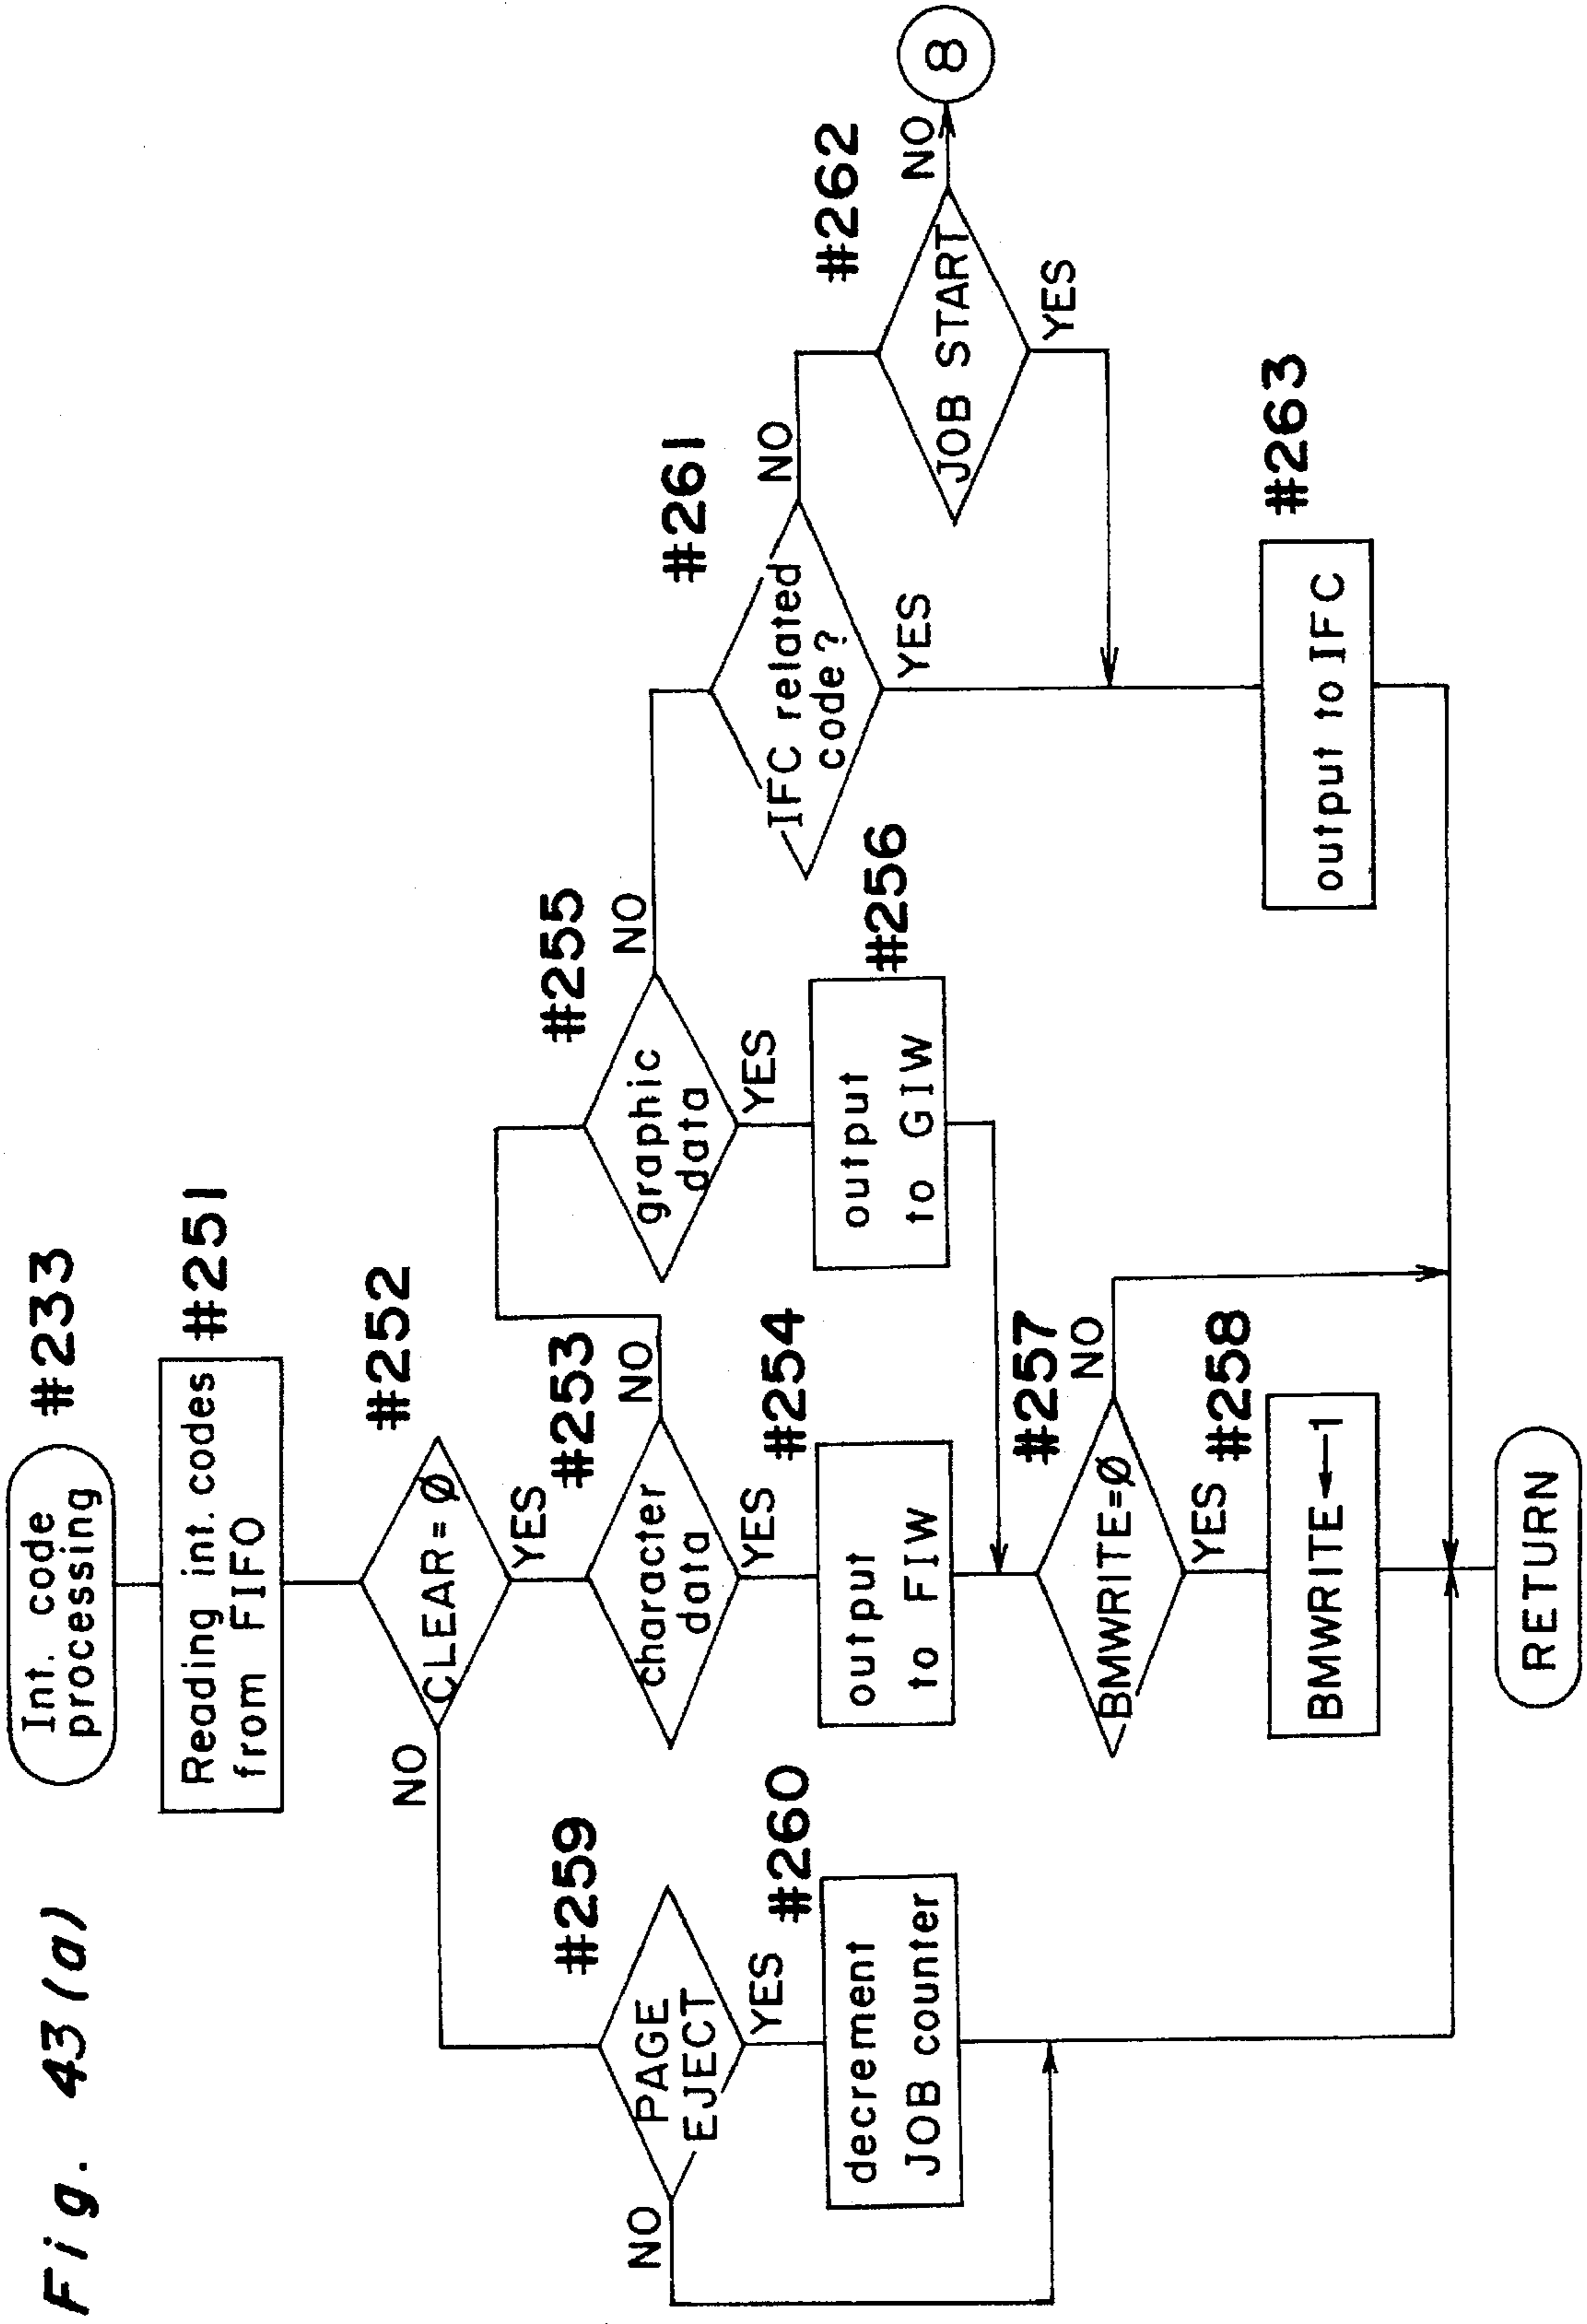 Fig. 43(a)
Int. code
processing
#233
Reading int. codes
from FIFO
#251
CLEAR=Ø
#252
NO
YES
character
data
#253
NO
YES
output
to FIW
#254
graphic
data
#255
NO
YES
output
to GIW
#256
BMWRITE=Ø
#257
NO
YES
BMWRITE←1
#258
PAGE
EJECT
#259
NO
YES
decrement
JOB counter
#260
IFC related
code?
#261
NO
YES
JOB START
#262
NO
YES
8
output to IFC
#263
RETURN